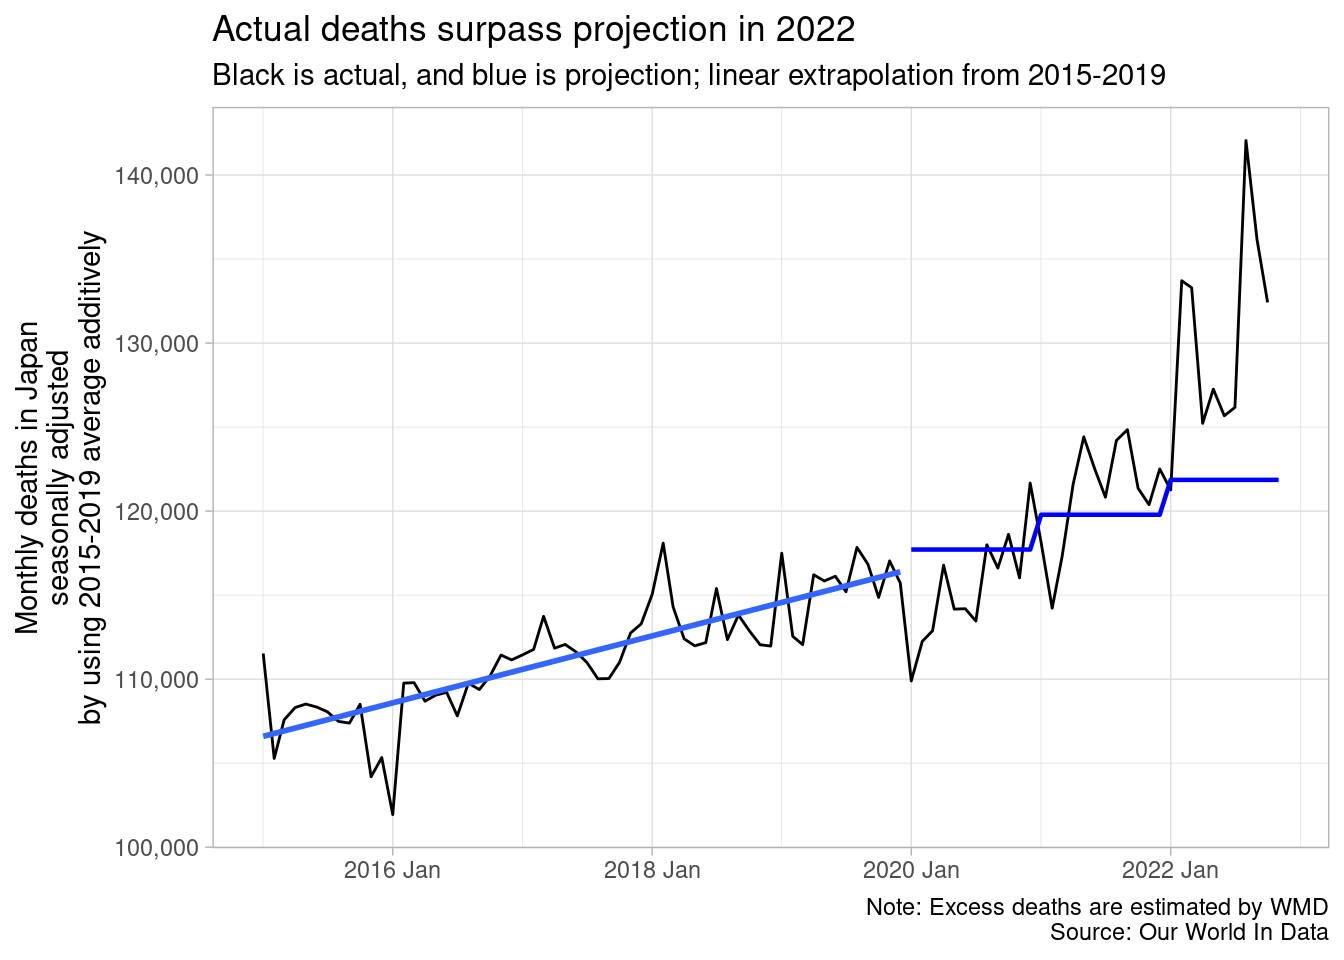 Actual deaths surpass projection in 2022
Black is actual, and blue is projection; linear extrapolation from 2015-2019
Monthly deaths in Japan
seasonally adjusted
by using 2015-2019 average additively
140,000
130,000
120,000
110,000
100,000
2016 Jan
2018 Jan
2020 Jan
2022 Jan
Note: Excess deaths are estimated by WMD
Source: Our World In Data